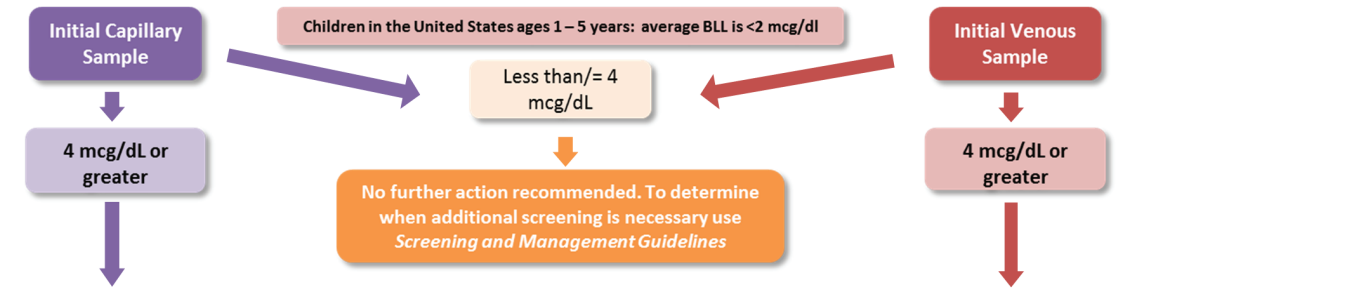 Initial Capillary
Sample
Children in the United States ages 1 – 5 years: average BLL is <2 mcg/dl
Initial Venous
Sample
Less than/= 4
mcg/dL
4 mcg/dL or
greater
4 mcg/dL or
greater
No further action recommended. To determine
when additional screening is necessary use
Screening and Management Guidelines